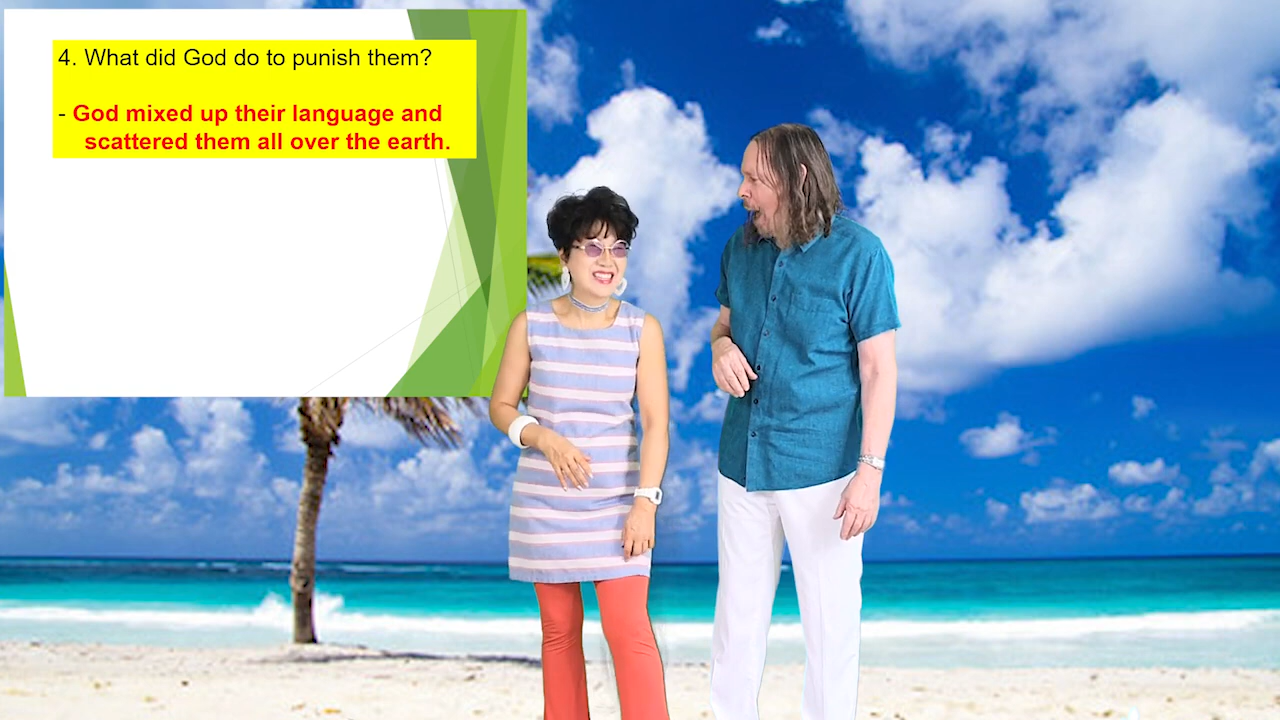 4. What did God do to punish them?
- God mixed up their language and
scattered them all over the earth.